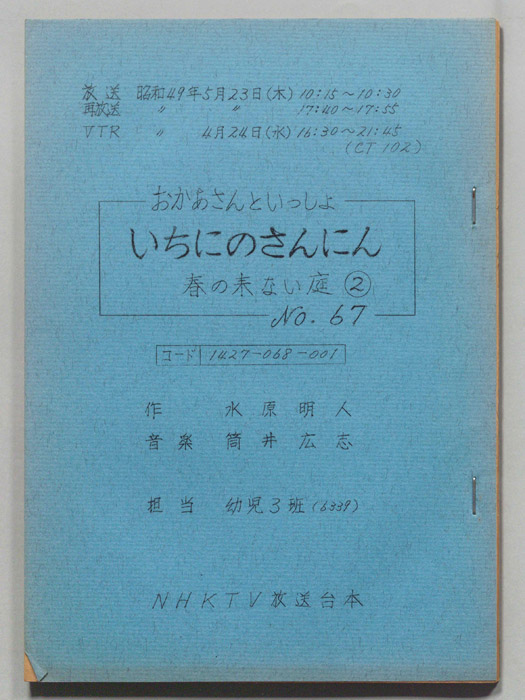 放送 昭和49年5月23日(木) 10:15～10:30
再放送 〃 〃 17:40～17:55
VTR 〃 4月24日(水) 16:30～21:45
(CT 102)
おかあさんといっしょ
いちにのさんにん
春の来ない庭 ②
No. 67
コード 1427-068-001
作 水原明人
音楽 筒井広志
担当 幼児3班(6339)
NHKTV放送台本